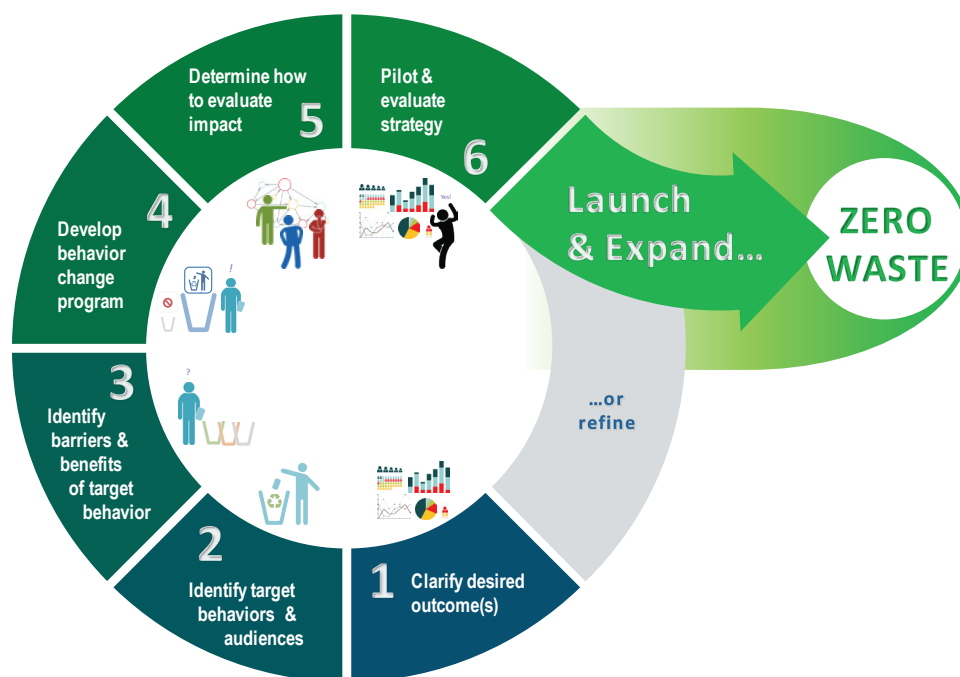 1
Clarify desired
outcome(s)
2
Identify target
behaviors &
audiences
3
Identify
barriers &
benefits
of target
behavior
?
4
Develop
behavior
change
program
!
5
Determine how
to evaluate
impact
6
Pilot &
evaluate
strategy
Yes!
Launch
& Expand...
ZERO
WASTE
...or
refine